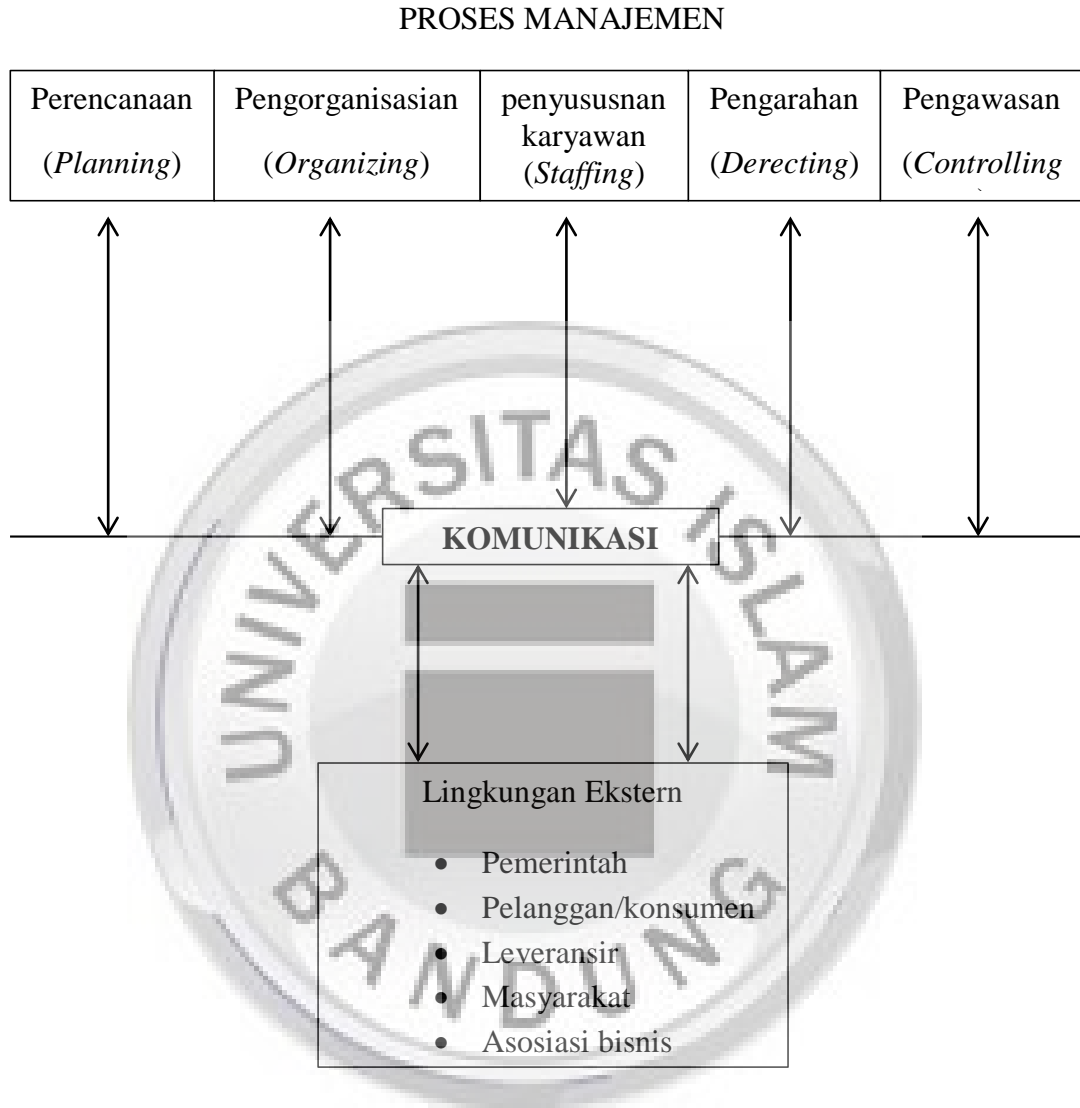 PROSES MANAJEMEN
Perencanaan
(Planning)
Pengorganisasian
(Organizing)
penyususnan
karyawan
(Staffing)
Pengarahan
(Derecting)
Pengawasan
(Controlling
KOMUNIKASI
Lingkungan Ekstern
• Pemerintah
• Pelanggan/konsumen
• Leveransir
• Masyarakat
• Asosiasi bisnis
UNIVERSITAS ISLAM
BANDUNG